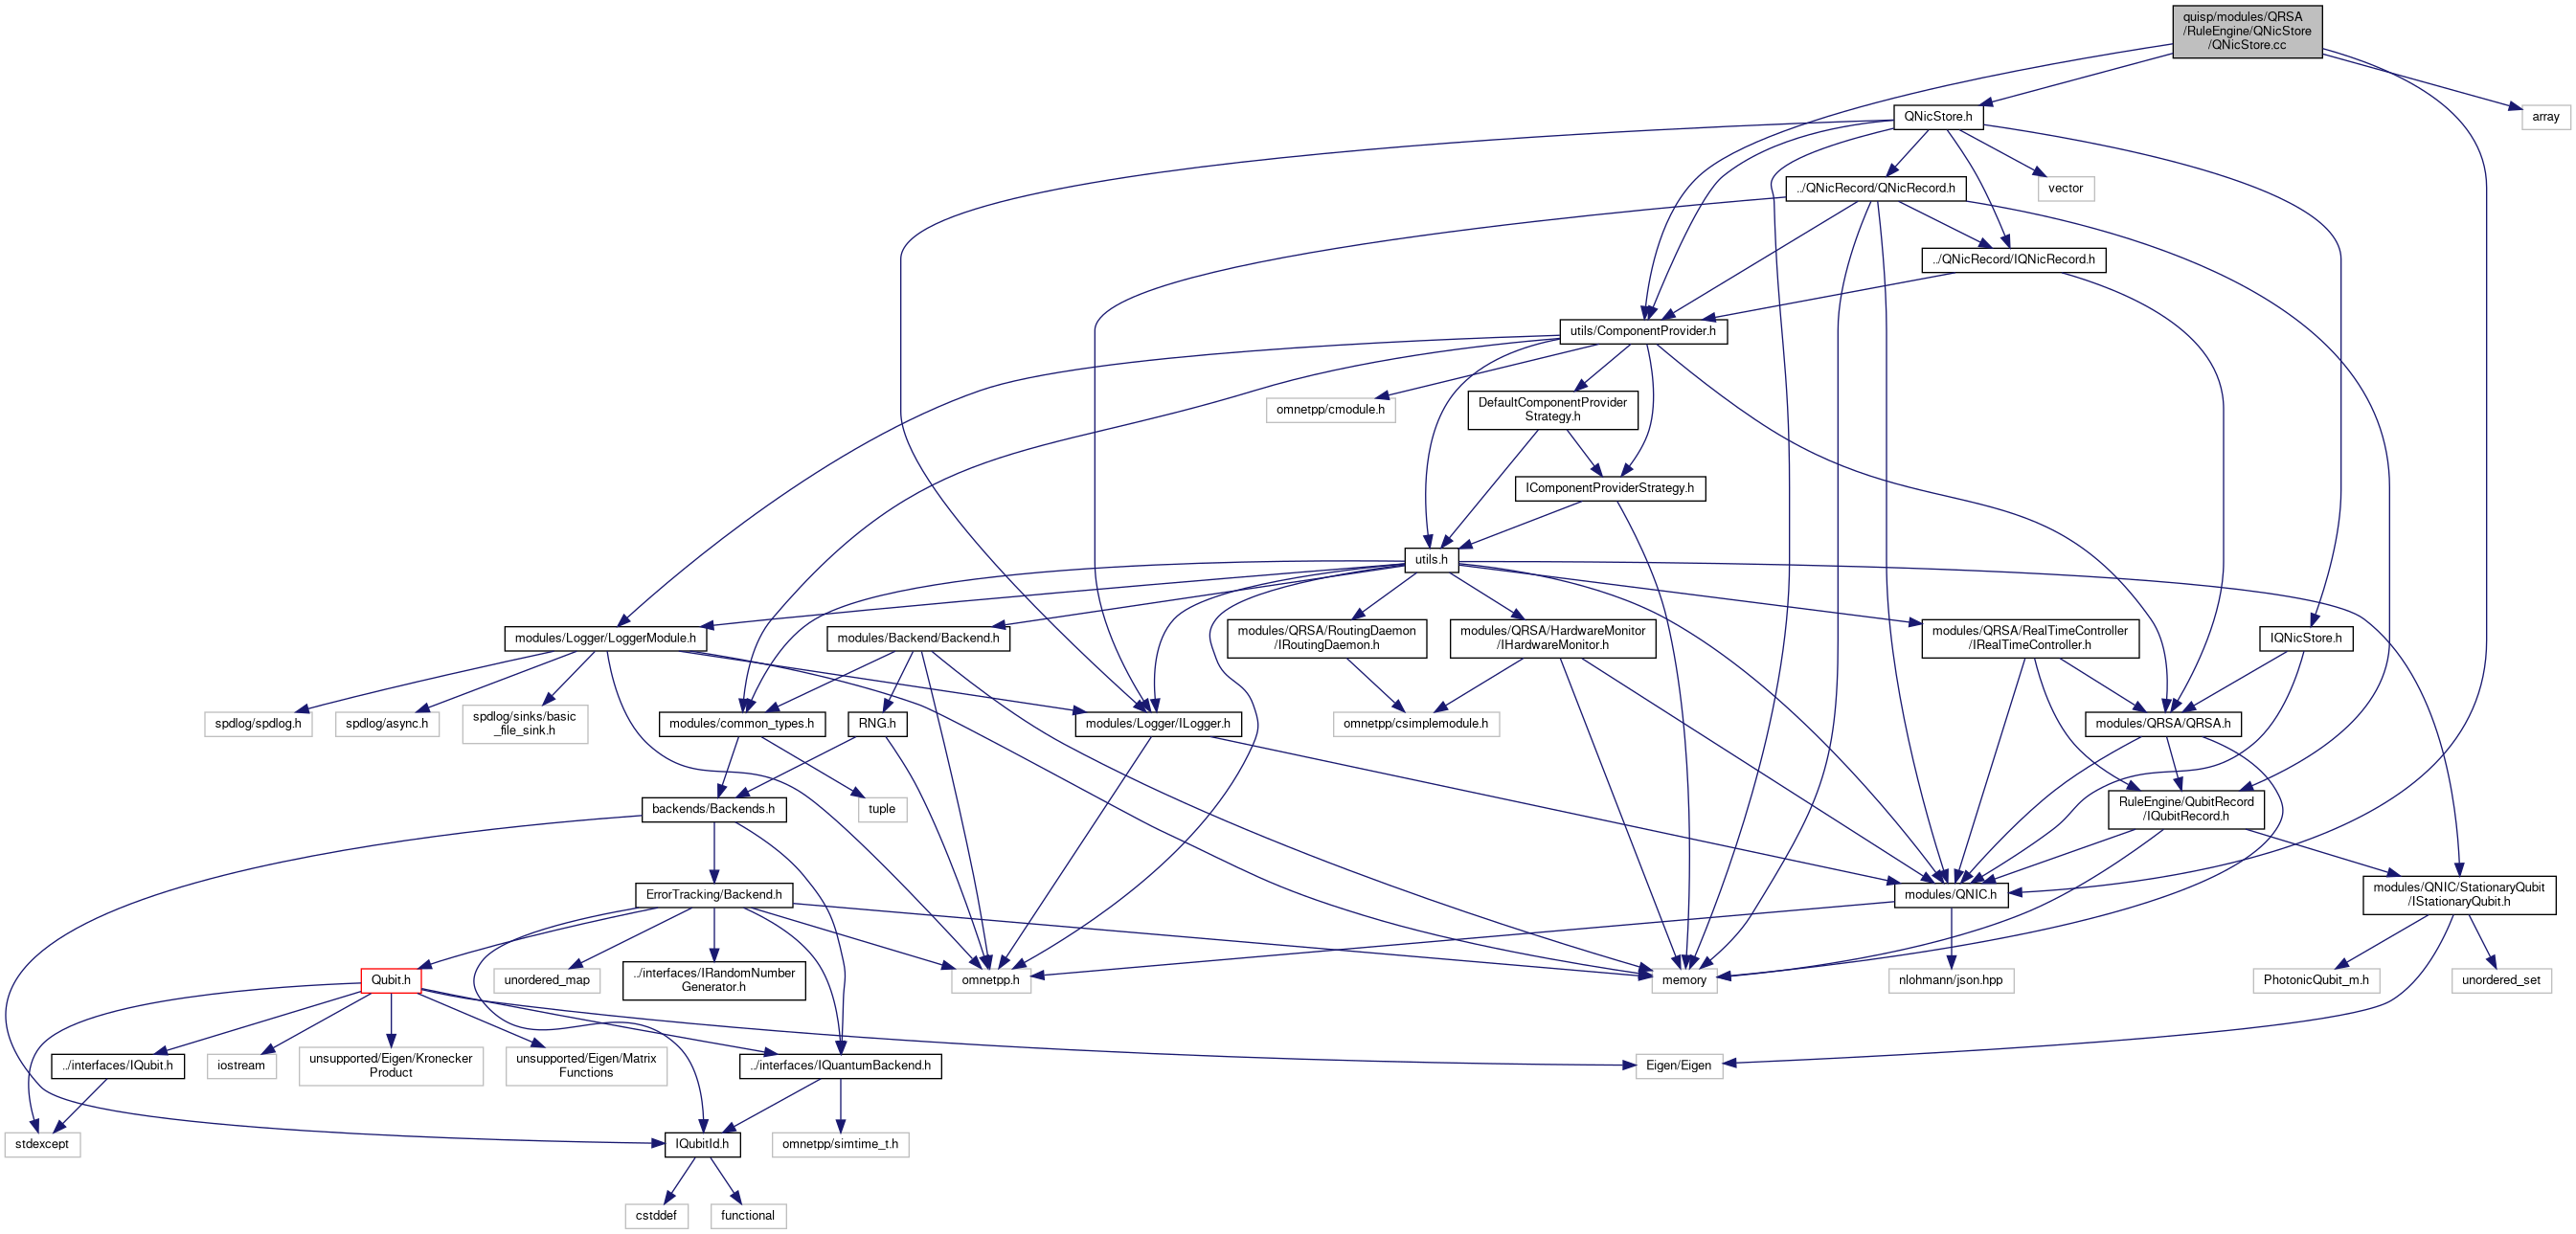 quisp/modules/QRSA
/RuleEngine/QNicStore
/QNicStore.cc
QNicStore.h
array
../QNicRecord/QNicRecord.h
vector
../QNicRecord/IQNicRecord.h
utils/ComponentProvider.h
omnetpp/cmodule.h
DefaultComponentProvider
Strategy.h
IComponentProviderStrategy.h
utils.h
modules/Logger/LoggerModule.h
modules/Backend/Backend.h
modules/QRSA/RoutingDaemon
/IRoutingDaemon.h
modules/QRSA/HardwareMonitor
/IHardwareMonitor.h
modules/QRSA/RealTimeController
/IRealTimeController.h
IQNicStore.h
spdlog/spdlog.h
spdlog/async.h
spdlog/sinks/basic
_file_sink.h
modules/common_types.h
RNG.h
modules/Logger/ILogger.h
omnetpp/csimplemodule.h
modules/QRSA/QRSA.h
backends/Backends.h
tuple
RuleEngine/QubitRecord
/IQubitRecord.h
ErrorTracking/Backend.h
modules/QNIC.h
modules/QNIC/StationaryQubit
/IStationaryQubit.h
Qubit.h
unordered_map
../interfaces/IRandomNumber
Generator.h
omnetpp.h
memory
nlohmann/json.hpp
PhotonicQubit_m.h
unordered_set
../interfaces/IQubit.h
iostream
unsupported/Eigen/Kronecker
Product
unsupported/Eigen/Matrix
Functions
../interfaces/IQuantumBackend.h
Eigen/Eigen
stdexcept
IQubitId.h
omnetpp/simtime_t.h
cstddef
functional